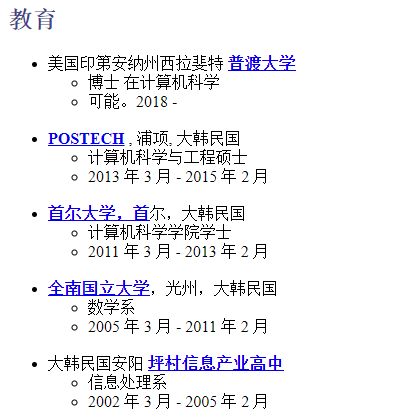 教育
美国印第安纳州西拉斐特 普渡大学
博士 在计算机科学
可能。2018 -
POSTECH , 浦项, 大韩民国
计算机科学与工程硕士
2013 年 3 月 - 2015 年 2 月
首尔大学，首尔，大韩民国
计算机科学学院学士
2011 年 3 月 - 2013 年 2 月
全南国立大学，光州，大韩民国
数学系
2005 年 3 月 - 2011 年 2 月
大韩民国安阳 坪村信息产业高中
信息处理系
2002 年 3 月 - 2005 年 2 月